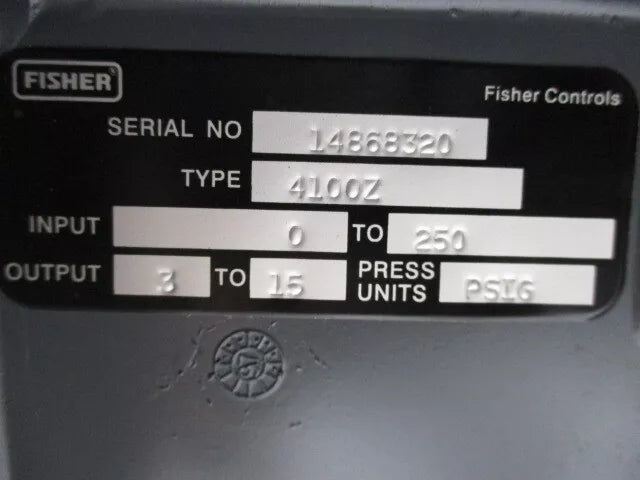 FISHER®
Fisher Controls
SERIAL NO 14868320
TYPE 4100Z
INPUT 0 TO 250
OUTPUT 3 TO 15 PRESS UNITS PSIG